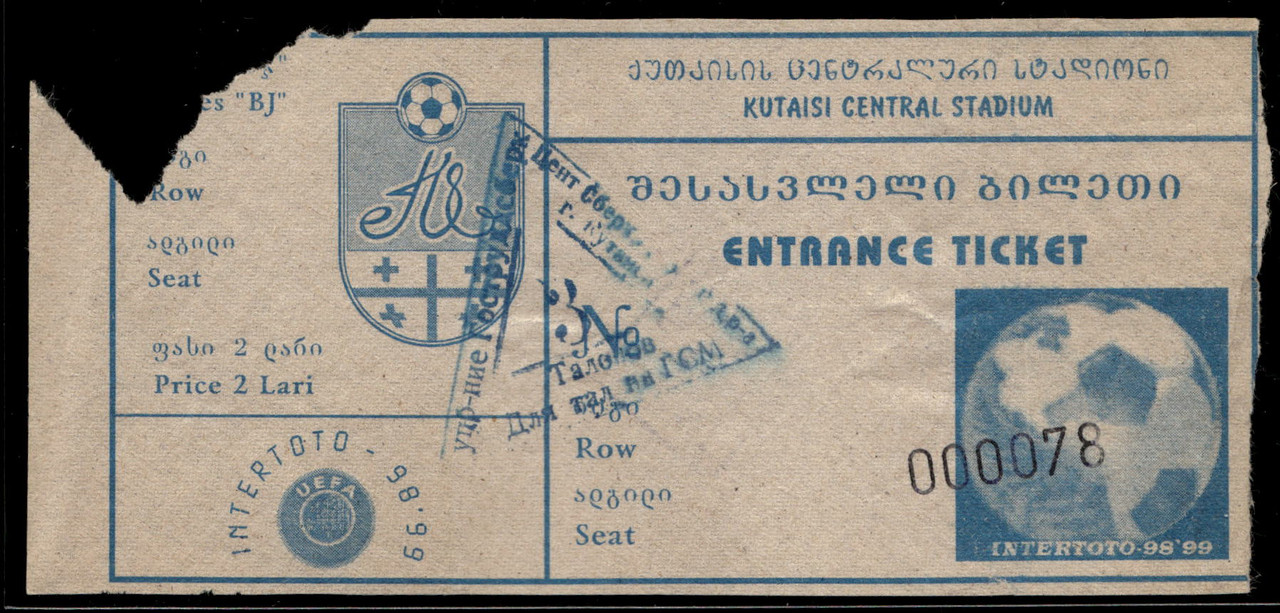 es "BJ"
Row
ადგილი
Seat
ფასი 2 ლარი
Price 2 Lari
INTERTOTO - 98-99
UEFA
ქუთაისის ცენტრალური სტადიონი
KUTAISI CENTRAL STADIUM
შესასვლელი ბილეთი
ENTRANCE TICKET
№
Row
ადგილი
Seat
000078
INTERTOTO-98'99
Талонов
Для тал на ГСМ